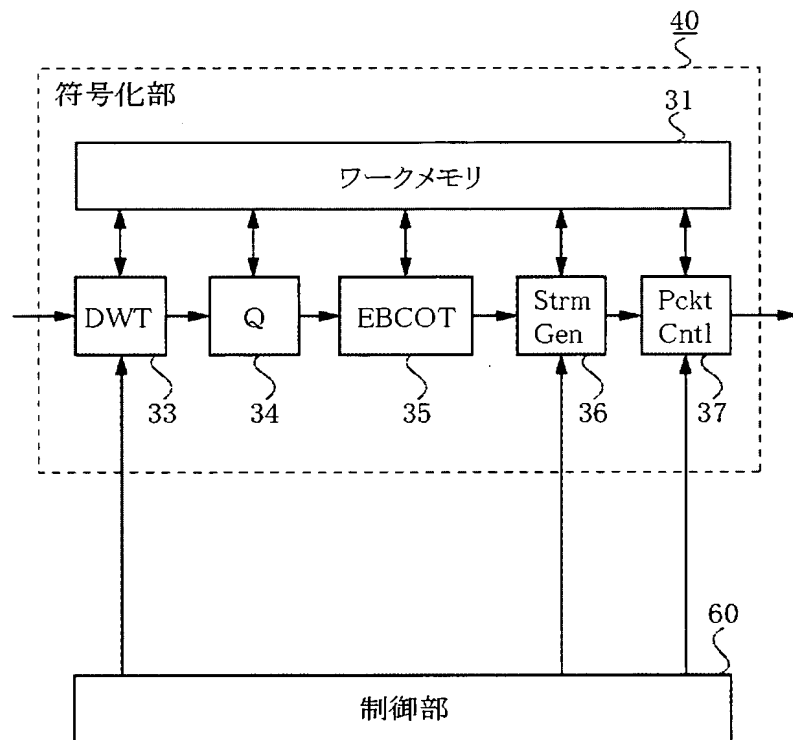 40
符号化部
31
ワークメモリ
DWT
Q
EBCOT
Strm
Gen
Pckt
Cntl
33
34
35
36
37
60
制御部